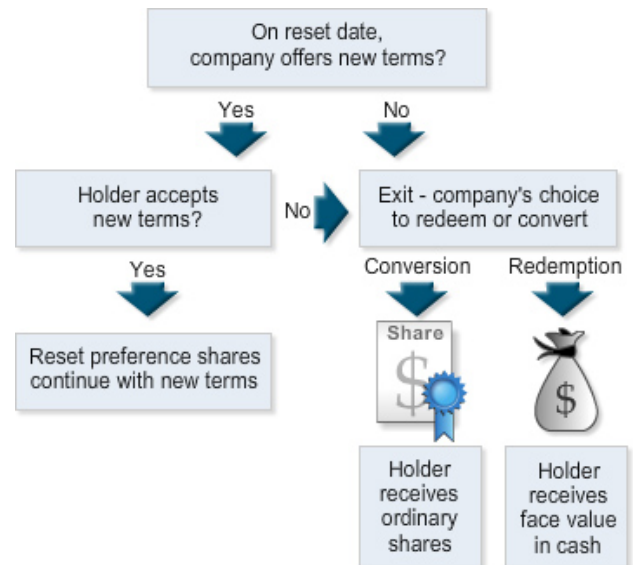 On reset date,
company offers new terms?
Yes
No
Holder accepts
new terms?
No
Exit - company's choice
to redeem or convert
Yes
Conversion
Redemption
Reset preference shares
continue with new terms
Share
$
$
Holder
receives
ordinary
shares
Holder
receives
face value
in cash